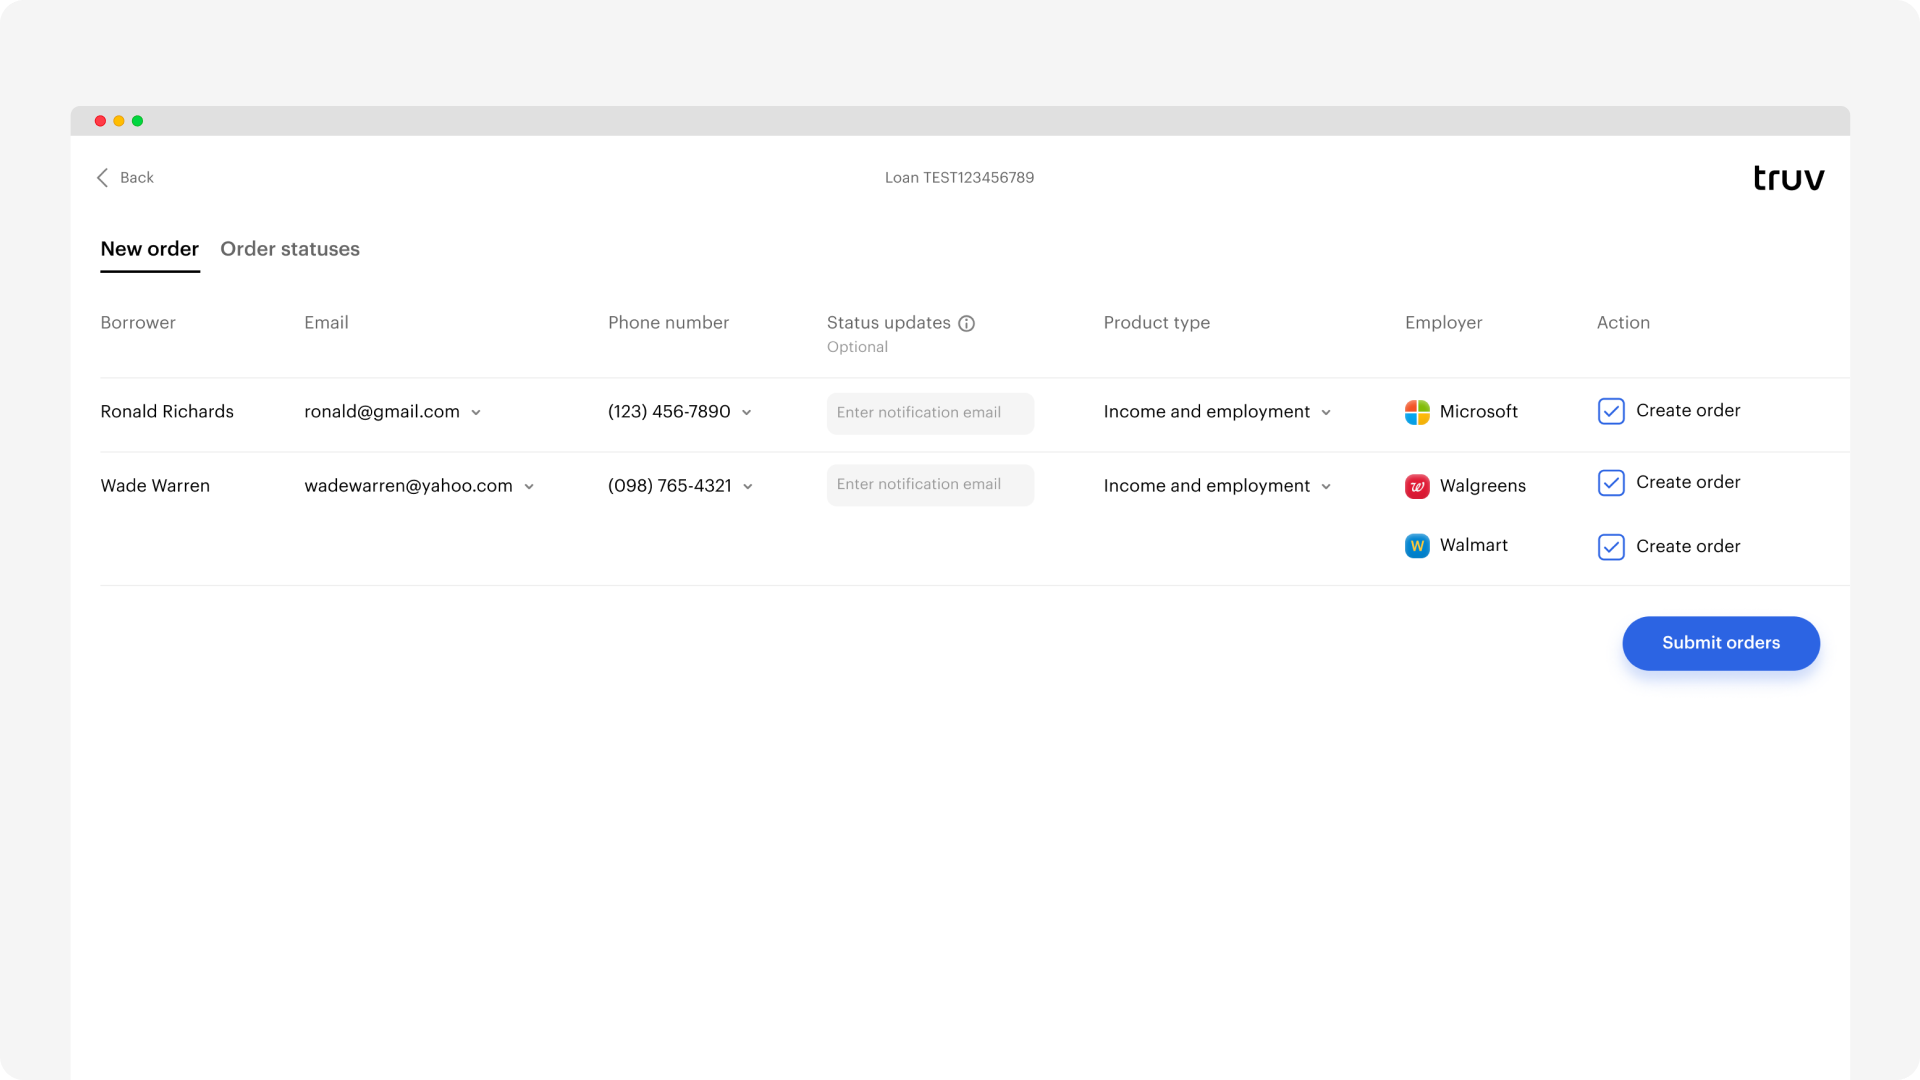 Back
Loan TEST123456789
truv
New order
Order statuses
Borrower
Email
Phone number
Status updates
Optional
Product type
Employer
Action
Ronald Richards
ronald@gmail.com
(123) 456-7890
Enter notification email
Income and employment
Microsoft
Create order
Wade Warren
wadewarren@yahoo.com
(098) 765-4321
Enter notification email
Income and employment
W
Walgreens
Create order
W
Walmart
Create order
Submit orders